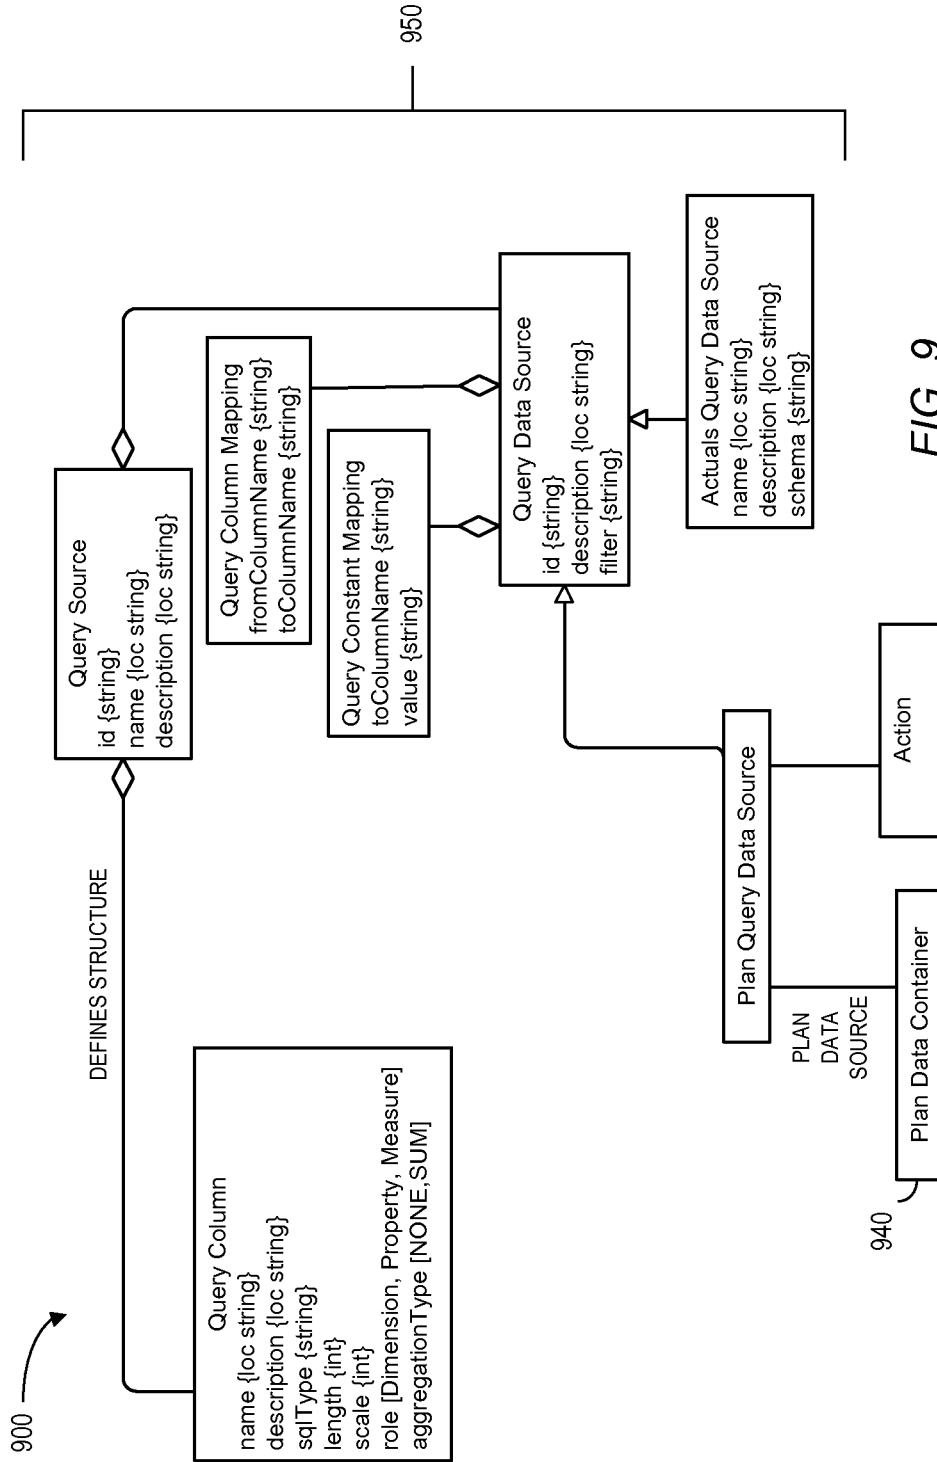 900
950
DEFINES STRUCTURE
Query Column
name {loc string}
description {loc string}
sqlType {string}
length {int}
scale {int}
role [Dimension, Property, Measure]
aggregationType [NONE,SUM]
Query Source
id {string}
name {loc string}
description {loc string}
Query Column Mapping
fromColumnName {string}
toColumnName {string}
Query Constant Mapping
toColumnName {string}
value {string}
Query Data Source
id {string}
description {loc string}
filter {string}
Actuals Query Data Source
name {loc string}
description {loc string}
schema {string}
Plan Query Data Source
PLAN
DATA
SOURCE
Plan Data Container
940
Action
FIG. 9